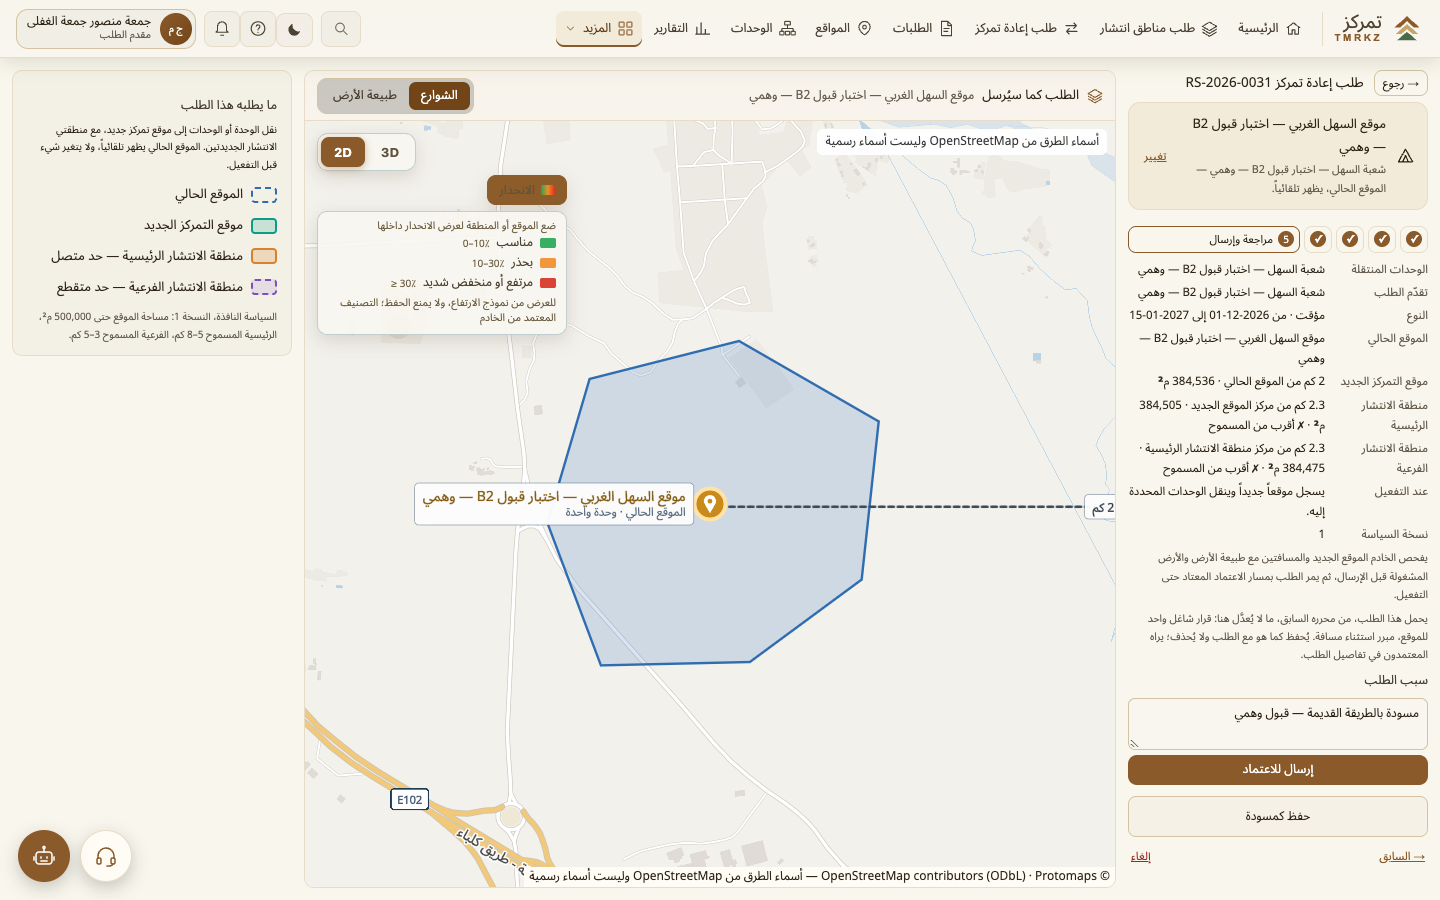 تمركز
TMRKZ
الرئيسية
طلب مناطق انتشار
طلب إعادة تمركز
الطلبات
المواقع
الوحدات
التقارير
المزيد
جمعة منصور جمعة الغفلي
مقدم الطلب
ج م
→ رجوع
طلب إعادة تمركز RS-2026-0031
موقع السهل الغربي — اختبار قبول B2
— وهمي
شعبة السهل — اختبار قبول B2 — وهمي —
الموقع الحالي، يظهر تلقائياً.
تغيير
5 مراجعة وإرسال
الوحدات المنتقلة
شعبة السهل — اختبار قبول B2 — وهمي
تقدّم الطلب
شعبة السهل — اختبار قبول B2 — وهمي
النوع
مؤقت · من 2026-12-01 إلى 2027-01-15
الموقع الحالي
موقع السهل الغربي — اختبار قبول B2 —
وهمي
موقع التمركز الجديد
2 كم من الموقع الحالي · 384,536 م²
منطقة الانتشار
الرئيسية
2.3 كم من مركز الموقع الجديد · 384,505
م² · ✗ أقرب من المسموح
منطقة الانتشار
الفرعية
2.3 كم من مركز منطقة الانتشار الرئيسية ·
384,475 م² · ✗ أقرب من المسموح
عند التفعيل
يسجل موقعاً جديداً وينقل الوحدات المحددة
إليه.
نسخة السياسة
1
يفحص الخادم الموقع الجديد والمسافتين مع طبيعة الأرض والأرض
المشغولة قبل الإرسال، ثم يمر الطلب بمسار الاعتماد المعتاد حتى
التفعيل.
يحمل هذا الطلب، من محرره السابق، ما لا يُعدَّل هنا: قرار شاغل واحد
للموقع، مبرر استثناء مسافة. يُحفظ كما هو مع الطلب ولا يُحذف؛ يراه
المعتمدون في تفاصيل الطلب.
سبب الطلب
مسودة بالطريقة القديمة — قبول وهمي
إرسال للاعتماد
حفظ كمسودة
→ السابق
إلغاء
الطلب كما سيُرسل
موقع السهل الغربي — اختبار قبول B2 — وهمي
الشوارع
طبيعة الأرض
أسماء الطرق من OpenStreetMap وليست أسماء رسمية
2D
3D
الانحدار
ضع الموقع أو المنطقة لعرض الانحدار داخلها
مناسب 0–10٪
بحذر 10–30٪
مرتفع أو منخفض شديد ≥ 30٪
للعرض من نموذج الارتفاع، ولا يمنع الحفظ؛ التصنيف
المعتمد من الخادم
موقع السهل الغربي — اختبار قبول B2 — وهمي
الموقع الحالي · وحدة واحدة
2 كم
E102
طريق كلباء
© OpenStreetMap contributors (ODbL) · Protomaps — أسماء الطرق من OpenStreetMap وليست أسماء رسمية
ما يطلبه هذا الطلب
نقل الوحدة أو الوحدات إلى موقع تمركز جديد، مع منطقتي
الانتشار الجديدتين. الموقع الحالي يظهر تلقائياً، ولا يتغير شيء
قبل التفعيل.
الموقع الحالي
موقع التمركز الجديد
منطقة الانتشار الرئيسية — حد متصل
منطقة الانتشار الفرعية — حد متقطع
السياسة النافذة، النسخة 1: مساحة الموقع حتى 500,000 م²،
الرئيسية المسموح 5–8 كم، الفرعية المسموح 3–5 كم.